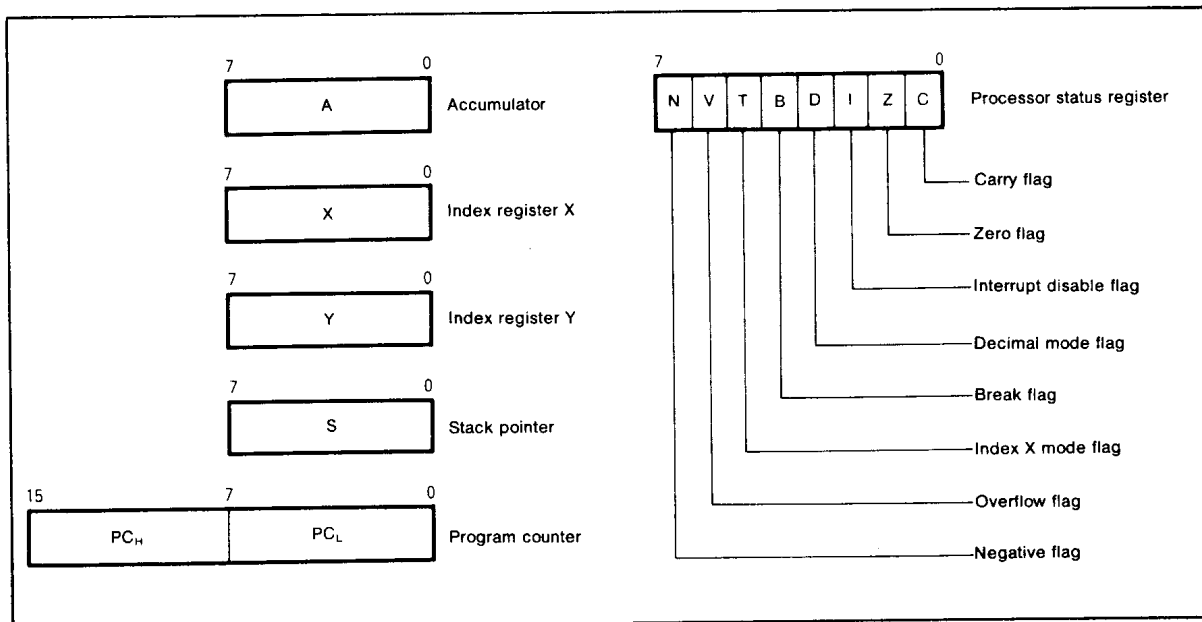 7 0
A
Accumulator
7 0
X
Index register X
7 0
Y
Index register Y
7 0
S
Stack pointer
15 7 0
PCH PCL
Program counter
7 0
N V T B D I Z C
Processor status register
Carry flag
Zero flag
Interrupt disable flag
Decimal mode flag
Break flag
Index X mode flag
Overflow flag
Negative flag